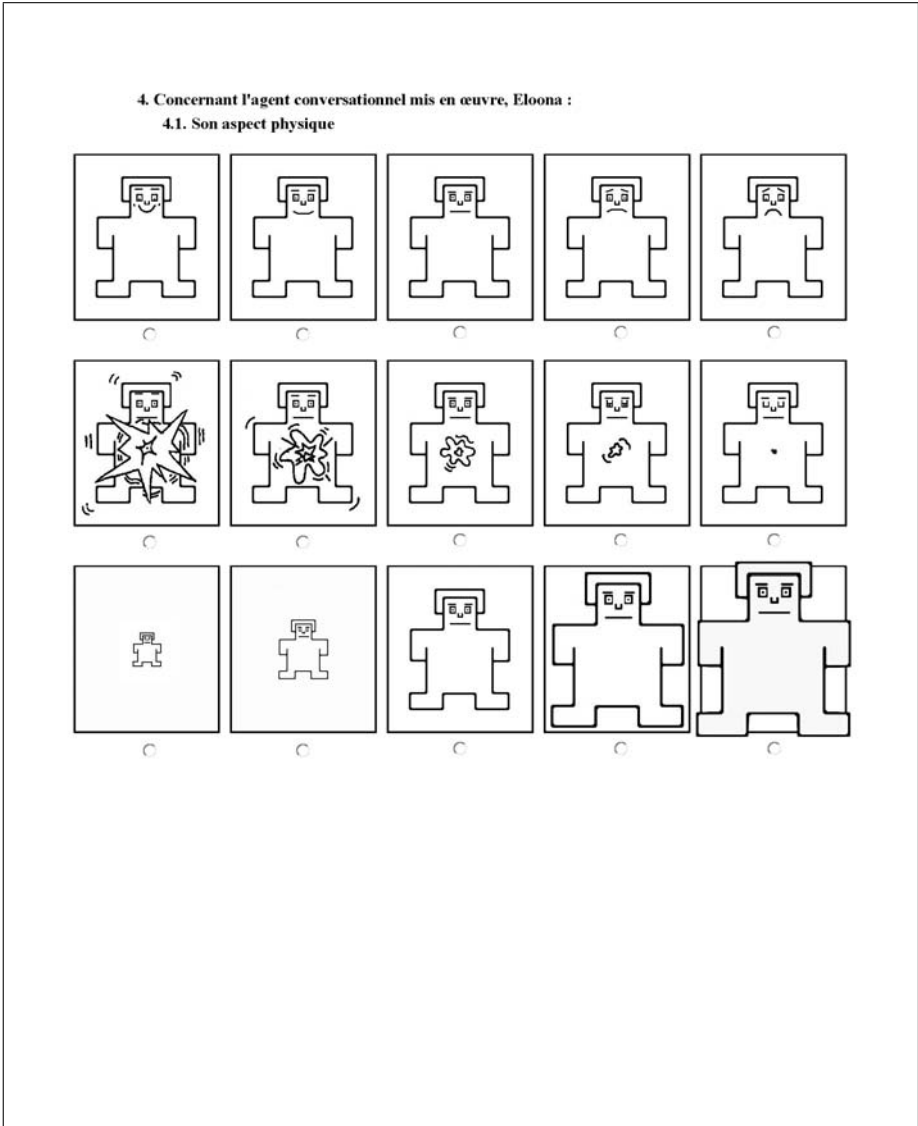 4. Concernant l'agent conversationnel mis en œuvre, Eloona :
4.1. Son aspect physique